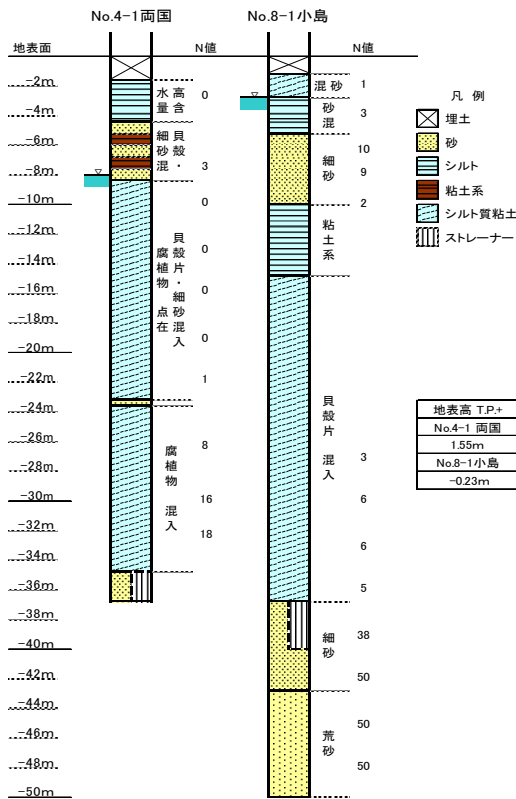 No.4-1両国
No.8-1小島
地表面
N値
N値
-2m
-4m
-6m
-8m
-10m
-12m
-14m
-16m
-18m
-20m
-22m
-24m
-26m
-28m
-30m
-32m
-34m
-36m
-38m
-40m
-42m
-44m
-46m
-48m
-50m
高含
水量
貝殻・
細砂混
貝殻片・細砂混入
腐植物 点在
腐植物 混入
0
3
0
0
0
0
1
8
16
18
混砂
砂混
細砂
粘土系
貝殻片 混入
細砂
荒砂
1
3
10
9
2
3
6
6
5
38
50
50
50
凡 例
埋土
砂
シルト
粘土系
シルト質粘土
ストレーナー
地表高 T.P.+
No.4-1 両国
1.55m
No.8-1小島
-0.23m